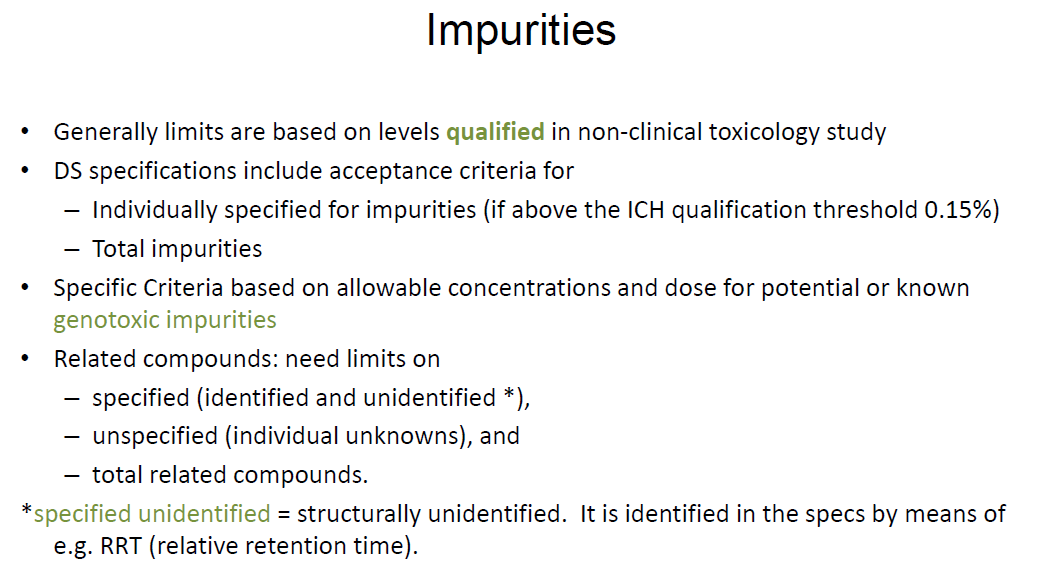 Impurities
• Generally limits are based on levels qualified in non-clinical toxicology study
• DS specifications include acceptance criteria for
– Individually specified for impurities (if above the ICH qualification threshold 0.15%)
– Total impurities
• Specific Criteria based on allowable concentrations and dose for potential or known
genotoxic impurities
• Related compounds: need limits on
– specified (identified and unidentified *),
– unspecified (individual unknowns), and
– total related compounds.
*specified unidentified = structurally unidentified.  It is identified in the specs by means of
e.g. RRT (relative retention time).